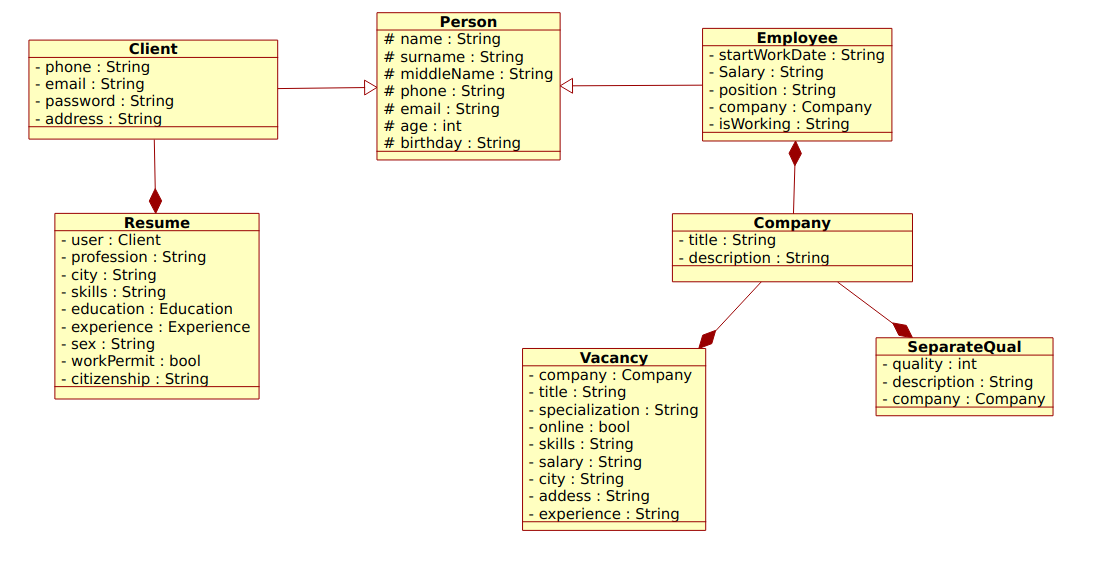 Person
# name : String
# surname : String
# middleName : String
# phone : String
# email : String
# age : int
# birthday : String
Client
- phone : String
- email : String
- password : String
- address : String
Employee
- startWorkDate : String
- Salary : String
- position : String
- company : Company
- isWorking : String
Resume
- user : Client
- profession : String
- city : String
- skills : String
- education : Education
- experience : Experience
- sex : String
- workPermit : bool
- citizenship : String
Company
- title : String
- description : String
Vacancy
- company : Company
- title : String
- specialization : String
- online : bool
- skills : String
- salary : String
- city : String
- addess : String
- experience : String
SeparateQual
- quality : int
- description : String
- company : Company